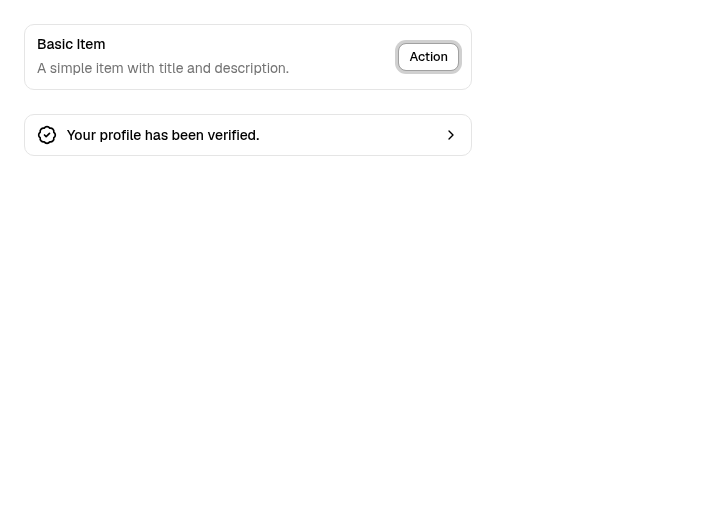 Basic Item
A simple item with title and description.
Action
Your profile has been verified.